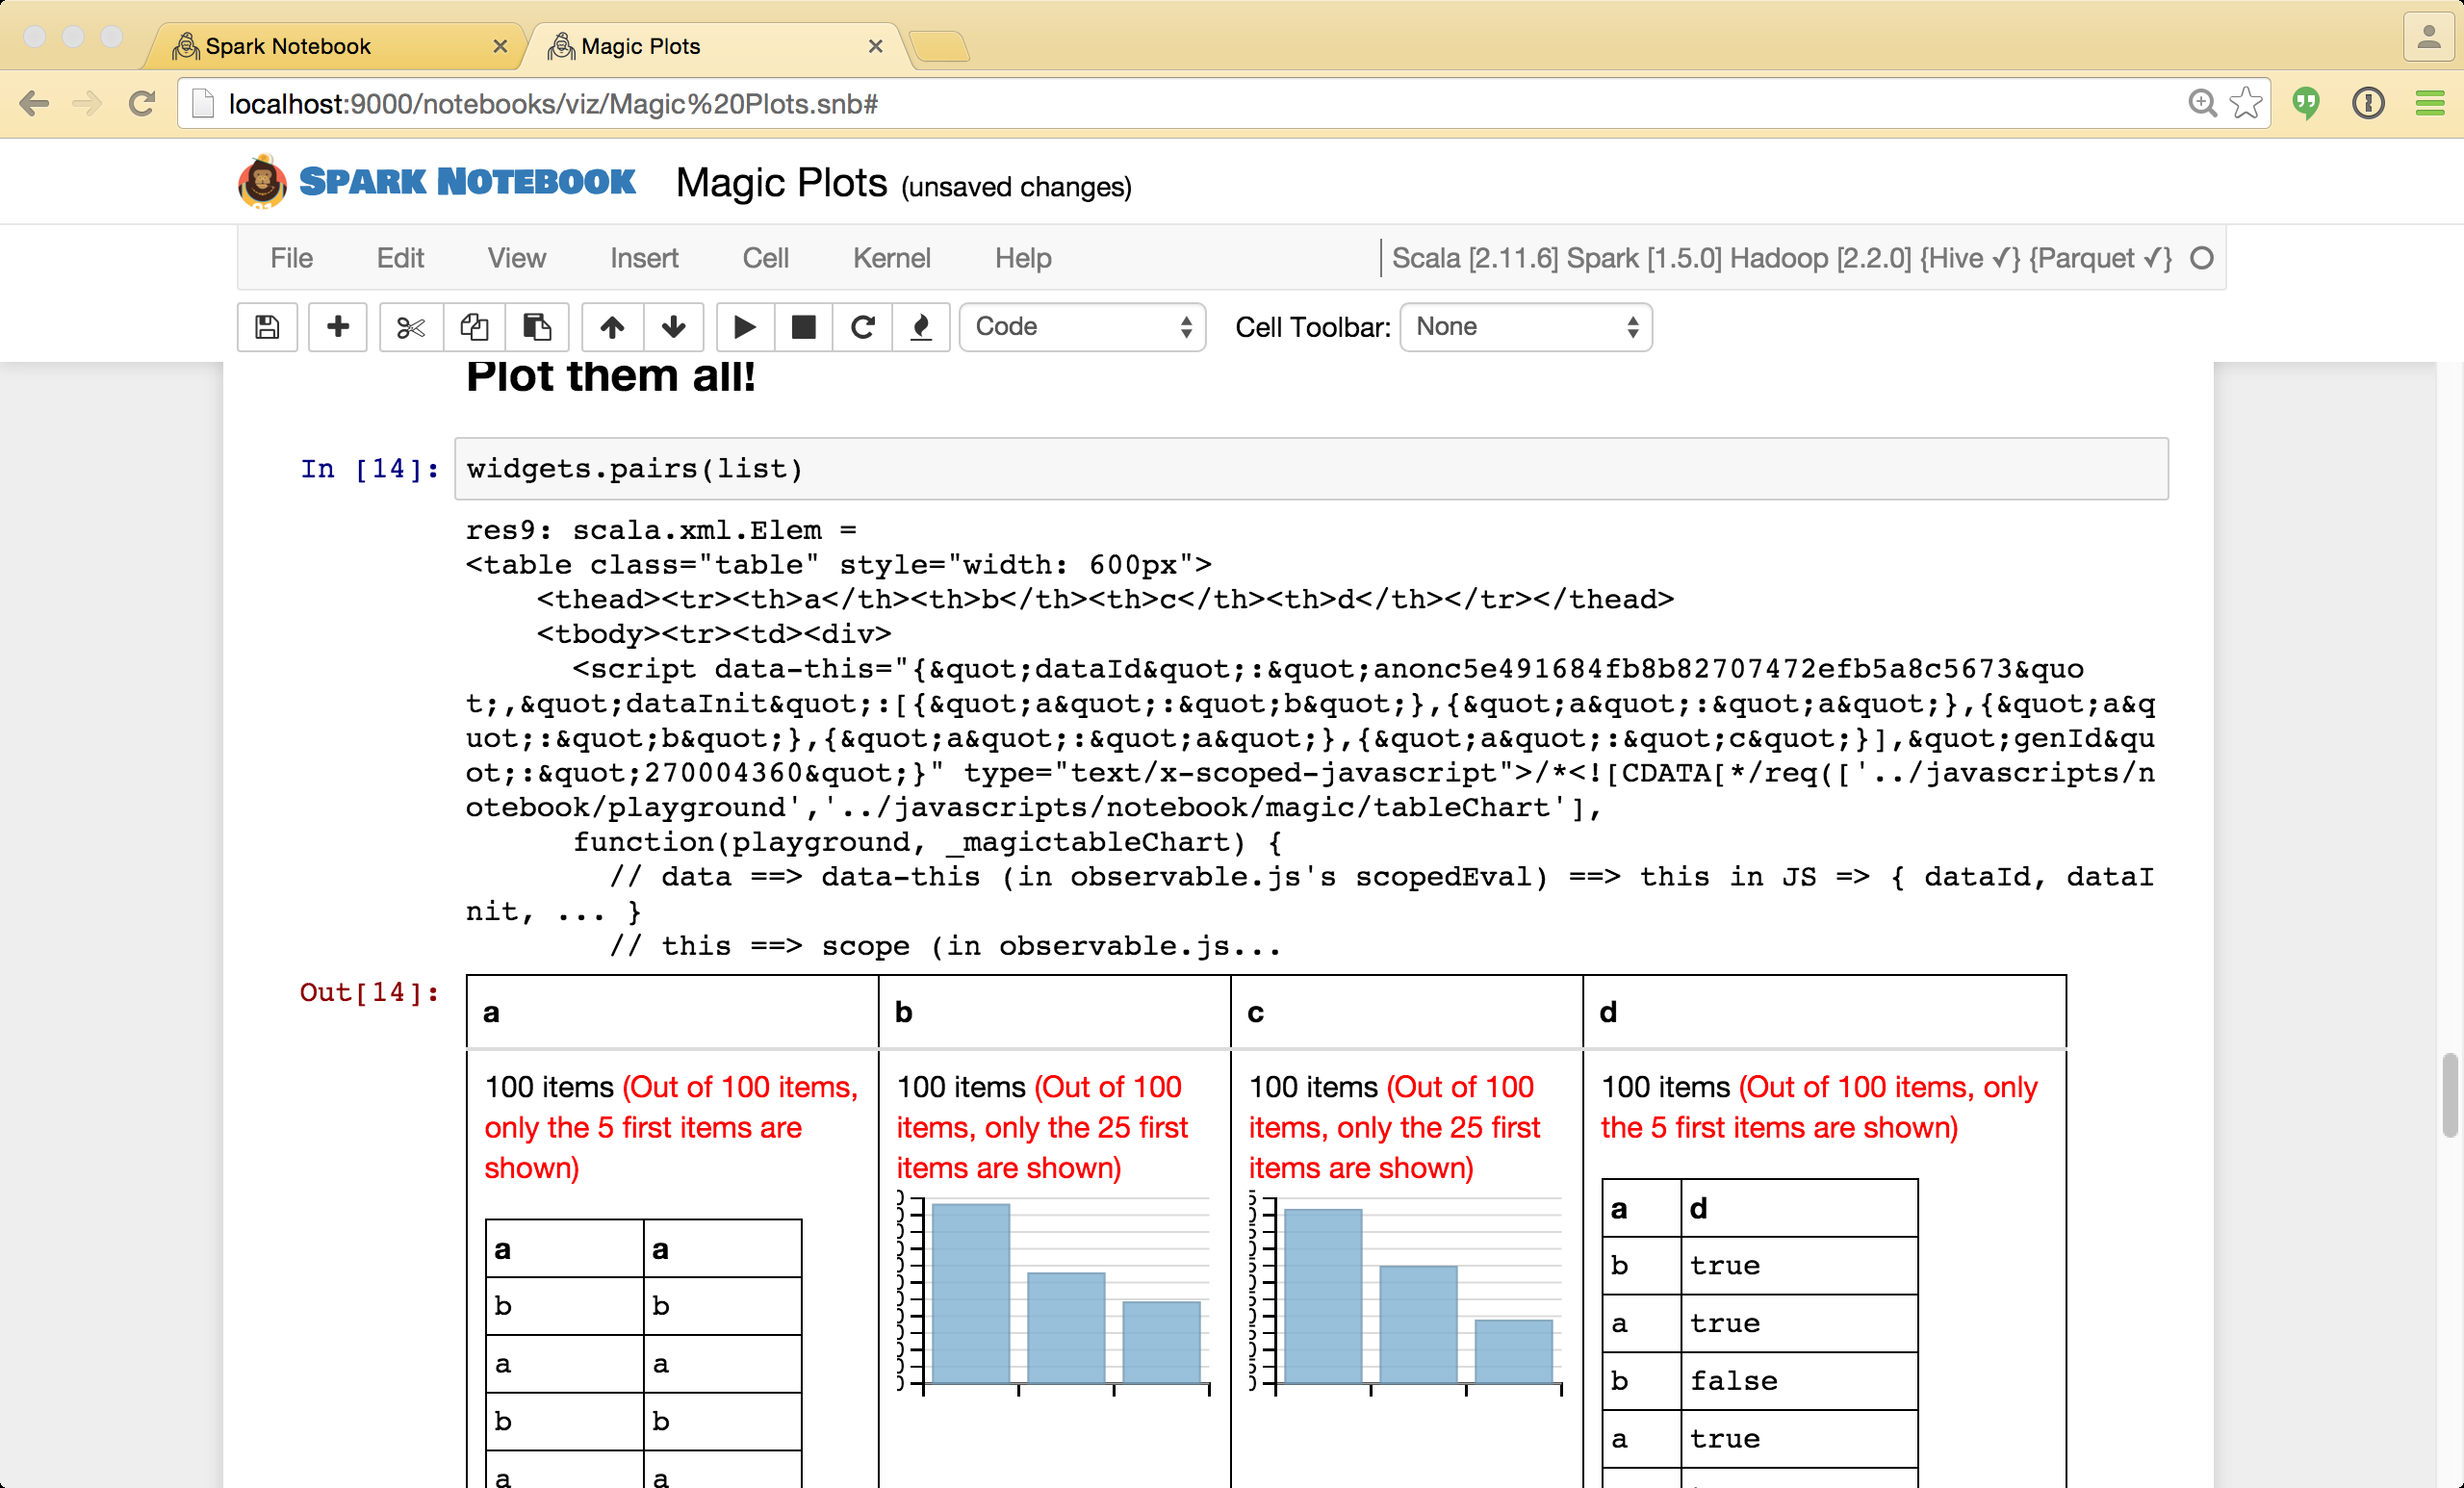 Spark Notebook
Magic Plots
localhost:9000/notebooks/viz/Magic%20Plots.snb#
SPARK NOTEBOOK Magic Plots (unsaved changes)
File Edit View Insert Cell Kernel Help Scala [2.11.6] Spark [1.5.0] Hadoop [2.2.0] {Hive ✓} {Parquet ✓}
Code Cell Toolbar: None
Plot them all!
In [14]: widgets.pairs(list)
res9: scala.xml.Elem =
<table class="table" style="width: 600px">
<thead><tr><th>a</th><th>b</th><th>c</th><th>d</th></tr></thead>
<tbody><tr><td><div>
<script data-this="{&quot;dataId&quot;:&quot;anonc5e491684fb8b82707472efb5a8c5673&quo
t;,&quot;dataInit&quot;:[{&quot;a&quot;:&quot;b&quot;},{&quot;a&quot;:&quot;a&quot;},{&quot;a&q
uot;:&quot;b&quot;},{&quot;a&quot;:&quot;a&quot;},{&quot;a&quot;:&quot;c&quot;}],&quot;genId&qu
ot;:&quot;270004360&quot;}" type="text/x-scoped-javascript">/*<![CDATA[*/req(['../javascripts/n
otebook/playground','../javascripts/notebook/magic/tableChart'],
function(playground, _magictableChart) {
// data ==> data-this (in observable.js's scopedEval) ==> this in JS => { dataId, dataI
nit, ... }
// this ==> scope (in observable.js...
Out[14]:
a b c d
100 items (Out of 100 items,
only the 5 first items are
shown)
a a
b b
a a
b b
a a
100 items (Out of 100
items, only the 25 first
items are shown)
100 items (Out of 100
items, only the 25 first
items are shown)
100 items (Out of 100 items, only
the 5 first items are shown)
a d
b true
a true
b false
a true